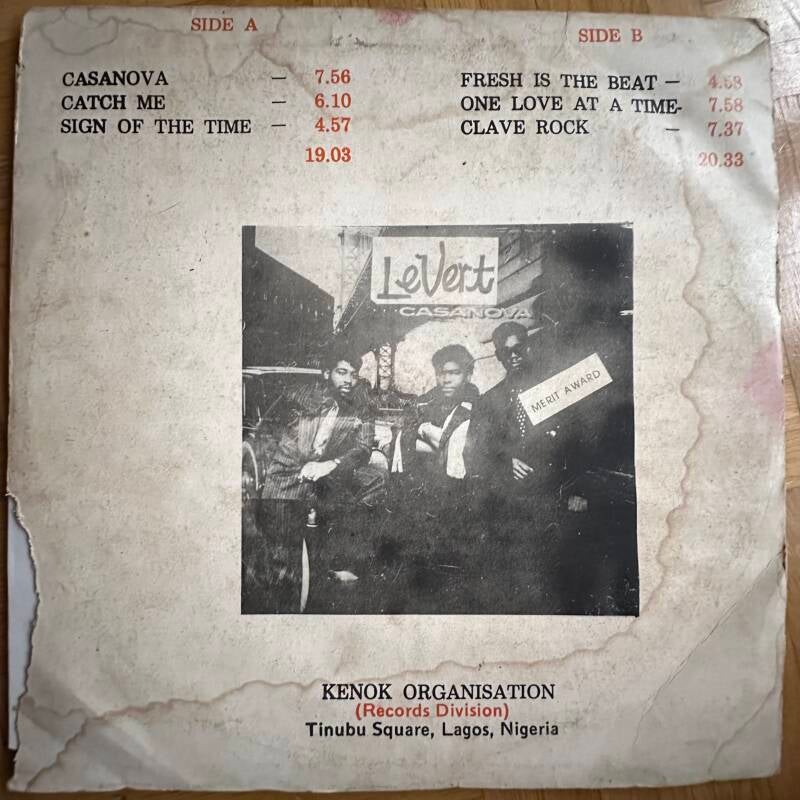 SIDE A
CASANOVA — 7.56
CATCH ME — 6.10
SIGN OF THE TIME — 4.57
19.03
SIDE B
FRESH IS THE BEAT — 4.58
ONE LOVE AT A TIME- 7.58
CLAVE ROCK — 7.37
20.33
LeVert
CASANOVA
MERIT AWARD
KENOK ORGANISATION
(Records Division)
Tinubu Square, Lagos, Nigeria